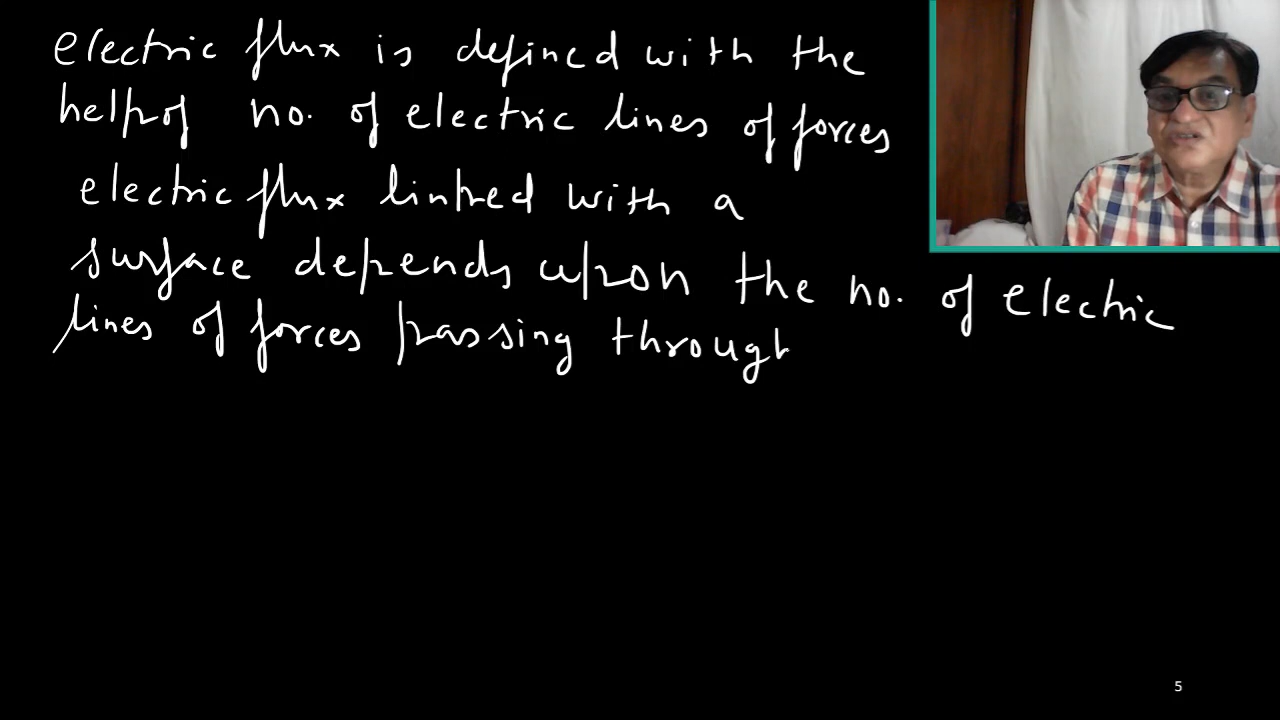 electric flux is defined with the
help of no. of electric lines of forces
electric flux linked with a
surface depends upon the no. of electric
lines of forces passing through
5